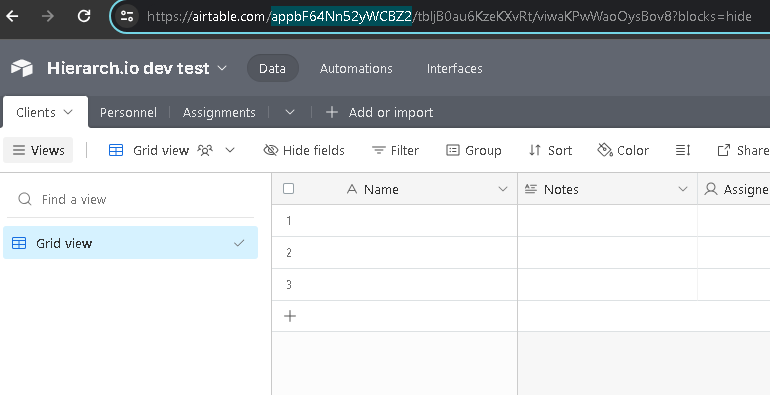 https://airtable.com/appbF64Nn52yWCBZ2/tbljB0au6KzeKXvRt/viwaKPwWaoOysBov8?blocks=hide
Hierarch.io dev test Data Automations Interfaces
Clients Personnel Assignments Add or import
Views Grid view Hide fields Filter Group Sort Color Share
Find a view
Grid view
Name Notes Assigne
1
2
3